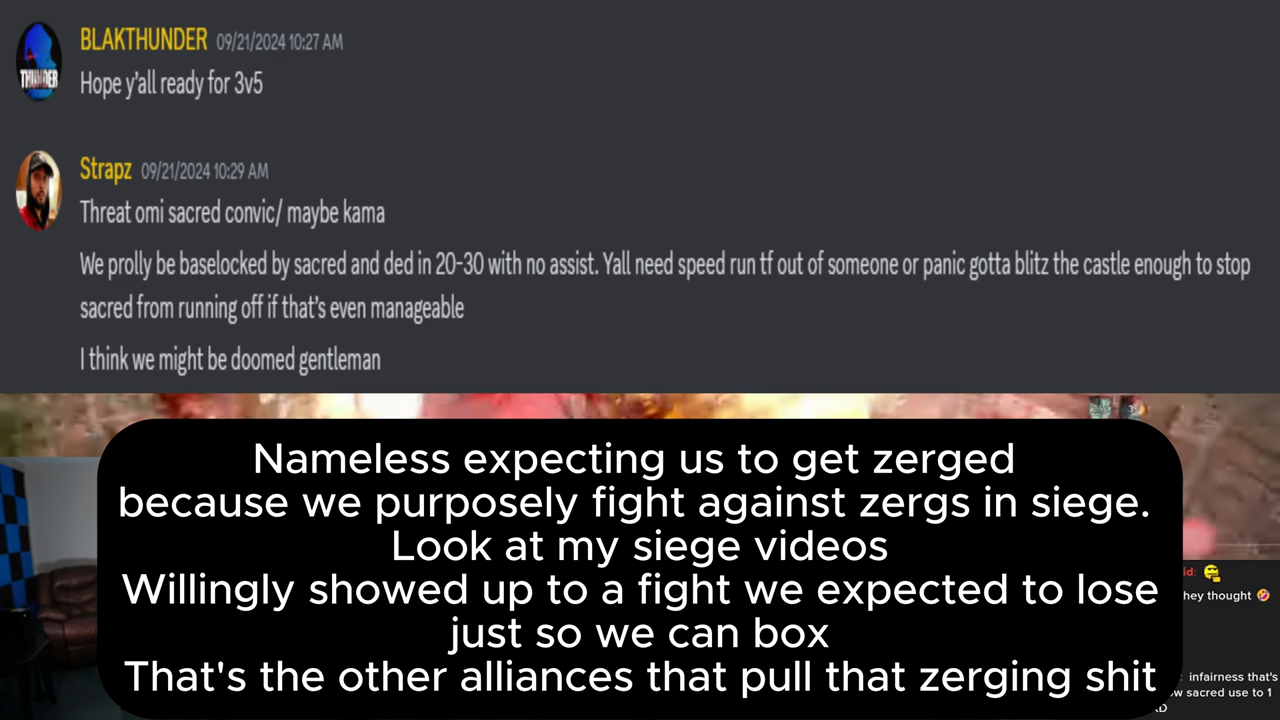 BLAKTHUNDER 09/21/2024 10:27 AM
THUNDER
Hope y'all ready for 3v5
Strapz 09/21/2024 10:29 AM
Threat omi sacred convic/ maybe kama
We prolly be baselocked by sacred and ded in 20-30 with no assist. Yall need speed run tf out of someone or panic gotta blitz the castle enough to stop
sacred from running off if that's even manageable
I think we might be doomed gentleman
Nameless expecting us to get zerged
because we purposely fight against zergs in siege.
Look at my siege videos
Willingly showed up to a fight we expected to lose
just so we can box
That's the other alliances that pull that zerging shit
id:
hey thought
: infairness that's
w sacred use to 1